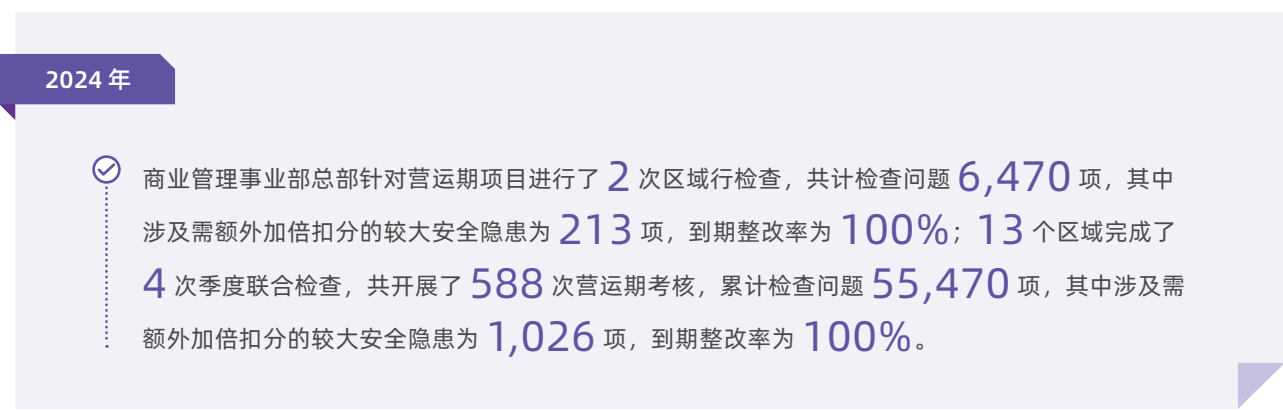 2024 年
商业管理事业部总部针对营运期项目进行了 2 次区域行检查，共计检查问题 6,470 项，其中
涉及需额外加倍扣分的较大安全隐患为 213 项，到期整改率为 100%；13 个区域完成了
4 次季度联合检查，共开展了 588 次营运期考核，累计检查问题 55,470 项，其中涉及需
额外加倍扣分的较大安全隐患为 1,026 项，到期整改率为 100%。